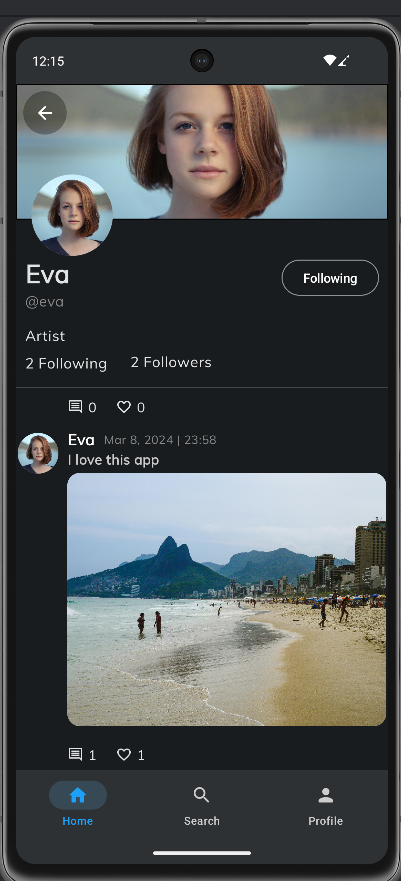 12:15
Eva
Following
@eva
Artist
2 Following 2 Followers
0 0
Eva Mar 8, 2024 | 23:58
I love this app
1 1
Home Search Profile